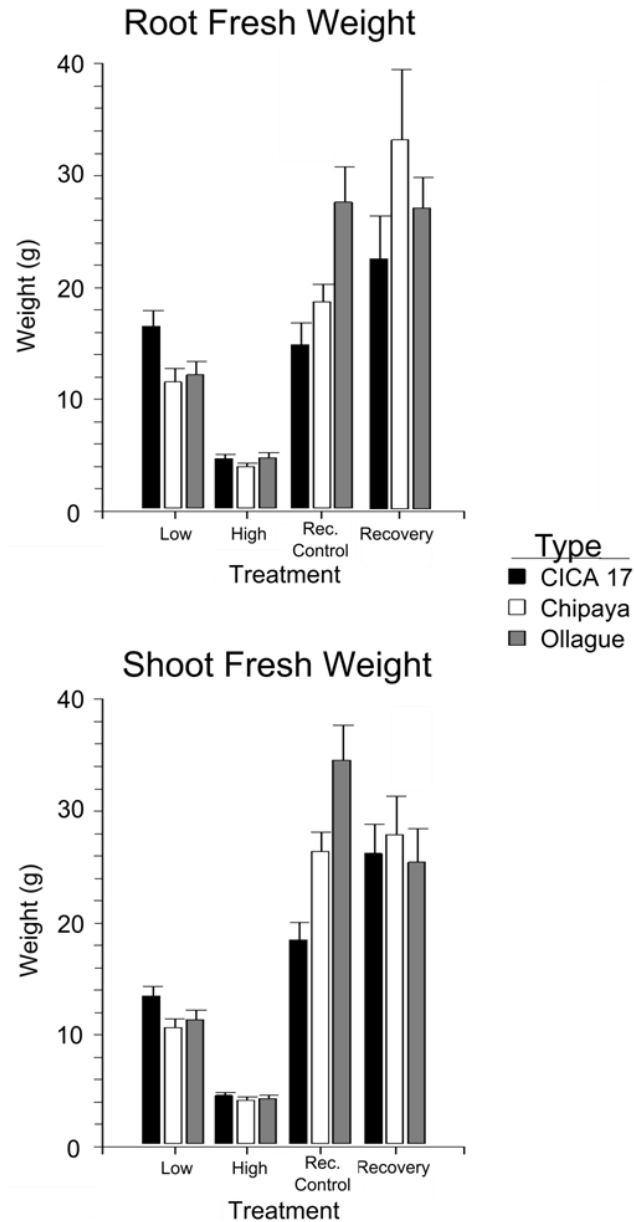 Root Fresh Weight
40
30
20
10
0
Weight (g)
Low
High
Rec.
Control
Recovery
Treatment
Type
CICA 17
Chipaya
Ollague
Shoot Fresh Weight
40
30
20
10
0
Weight (g)
Low
High
Rec.
Control
Recovery
Treatment